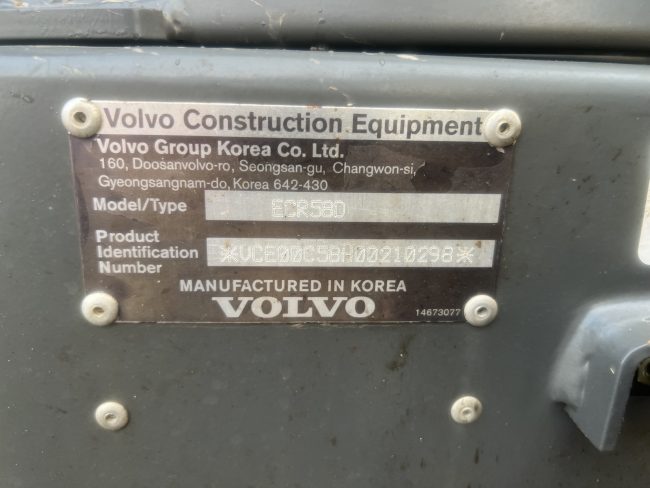 Volvo Construction Equipment
Volvo Group Korea Co. Ltd.
160, Doosanvolvo-ro, Seongsan-gu, Changwon-si,
Gyeongsangnam-do, Korea 642-430
Model/Type ECR58D
Product
Identification *VCE00C58A00210298*
Number
MANUFACTURED IN KOREA
VOLVO
14673077